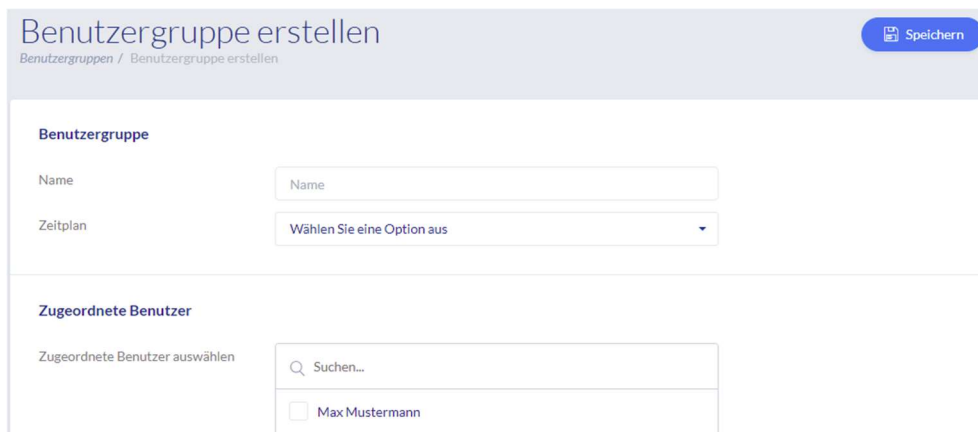 Benutzergruppe erstellen
Speichern
Benutzergruppen / Benutzergruppe erstellen
Benutzergruppe
Name
Name
Zeitplan
Wählen Sie eine Option aus
Zugeordnete Benutzer
Zugeordnete Benutzer auswählen
Suchen...
Max Mustermann